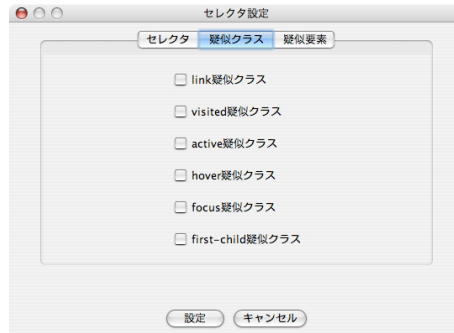 セレクタ設定
セレクタ 疑似クラス 疑似要素
link疑似クラス
visited疑似クラス
active疑似クラス
hover疑似クラス
focus疑似クラス
first-child疑似クラス
設定 キャンセル